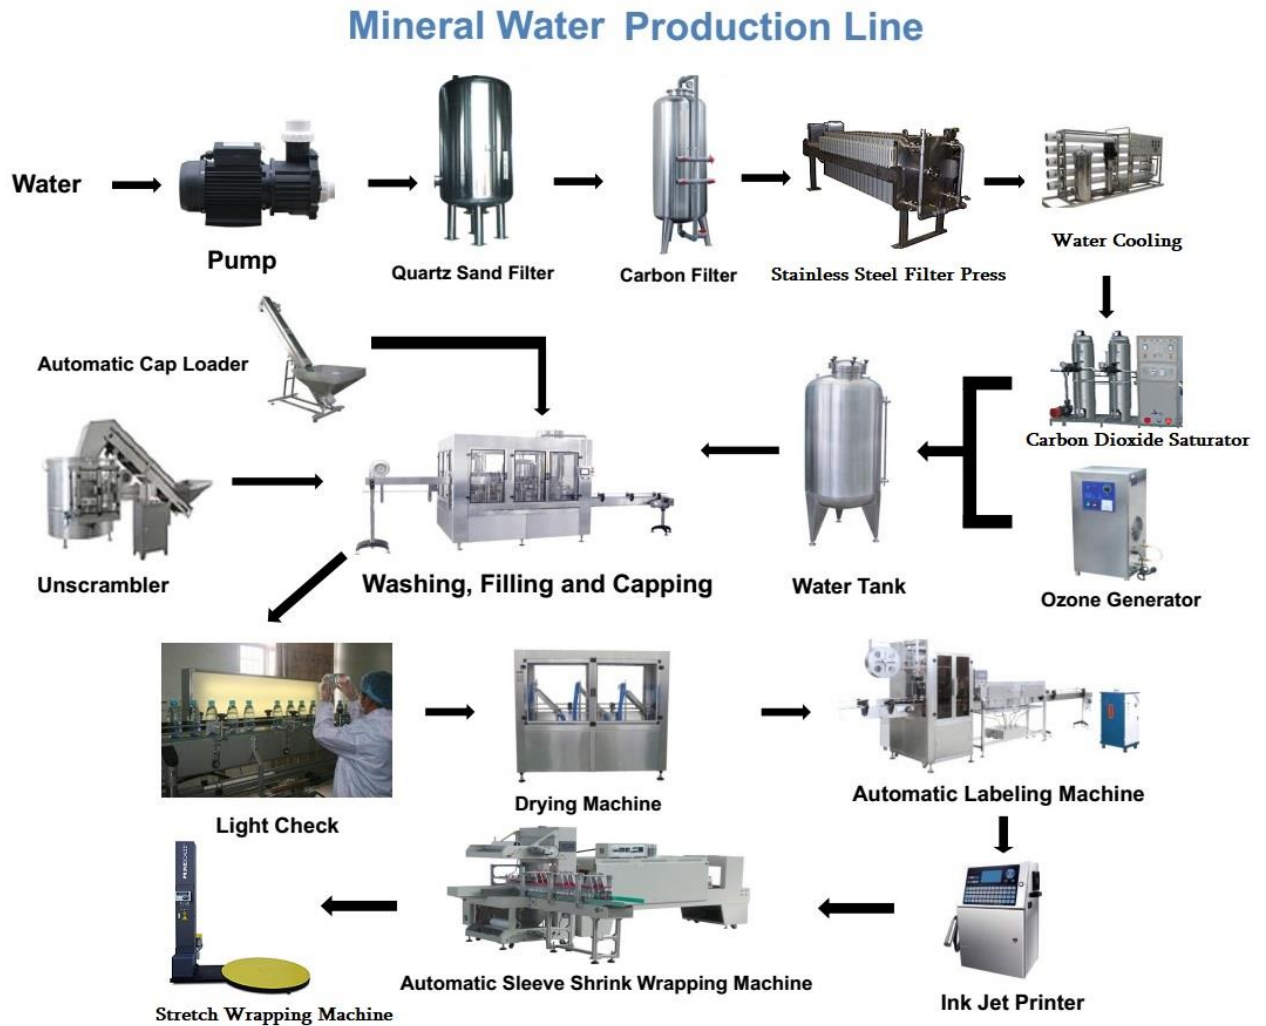 Mineral Water Production Line
Water
Pump
Quartz Sand Filter
Carbon Filter
Stainless Steel Filter Press
Water Cooling
Automatic Cap Loader
Carbon Dioxide Saturator
Unscrambler
Washing, Filling and Capping
Water Tank
Ozone Generator
Light Check
Drying Machine
Automatic Labeling Machine
Stretch Wrapping Machine
Automatic Sleeve Shrink Wrapping Machine
Ink Jet Printer